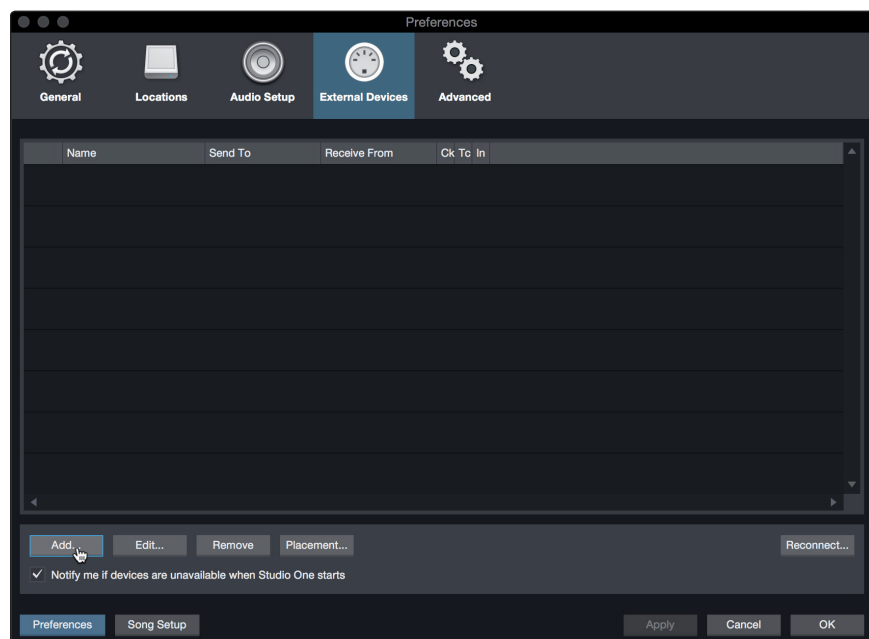 Preferences
General Locations Audio Setup External Devices Advanced
Name Send To Receive From Ck Tc In
Add... Edit... Remove Placement... Reconnect...
Notify me if devices are unavailable when Studio One starts
Preferences Song Setup Apply Cancel OK